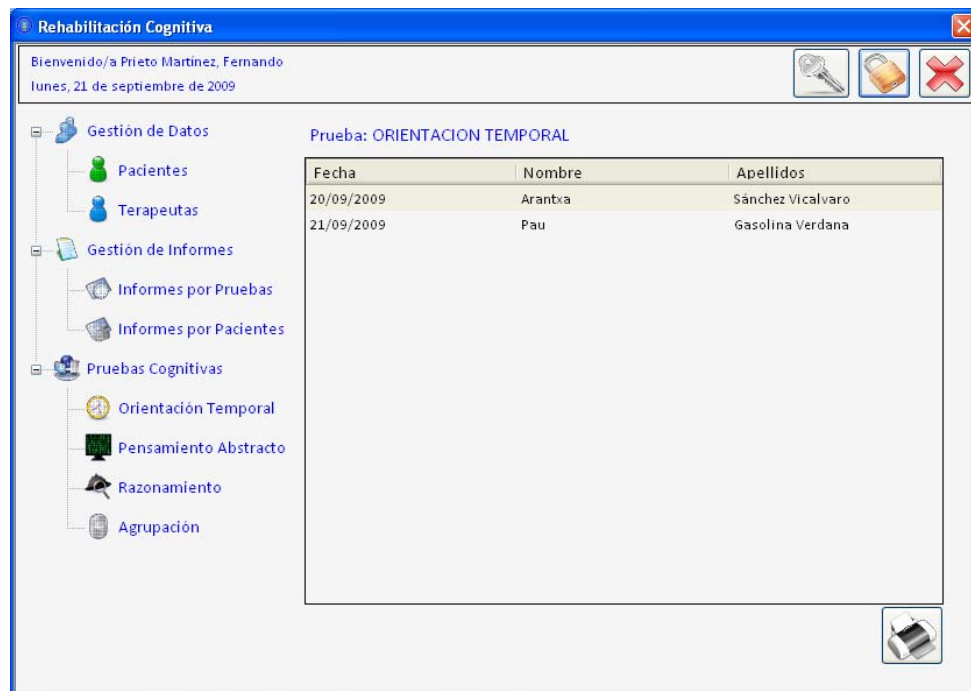 Rehabilitación Cognitiva
Bienvenido/a Prieto Martínez, Fernando
lunes, 21 de septiembre de 2009
Gestión de Datos
Pacientes
Terapeutas
Gestión de Informes
Informes por Pruebas
Informes por Pacientes
Pruebas Cognitivas
Orientación Temporal
Pensamiento Abstracto
Razonamiento
Agrupación
Prueba: ORIENTACION TEMPORAL
Fecha Nombre Apellidos
20/09/2009 Arantxa Sánchez Vicalvaro
21/09/2009 Pau Gasolina Verdana